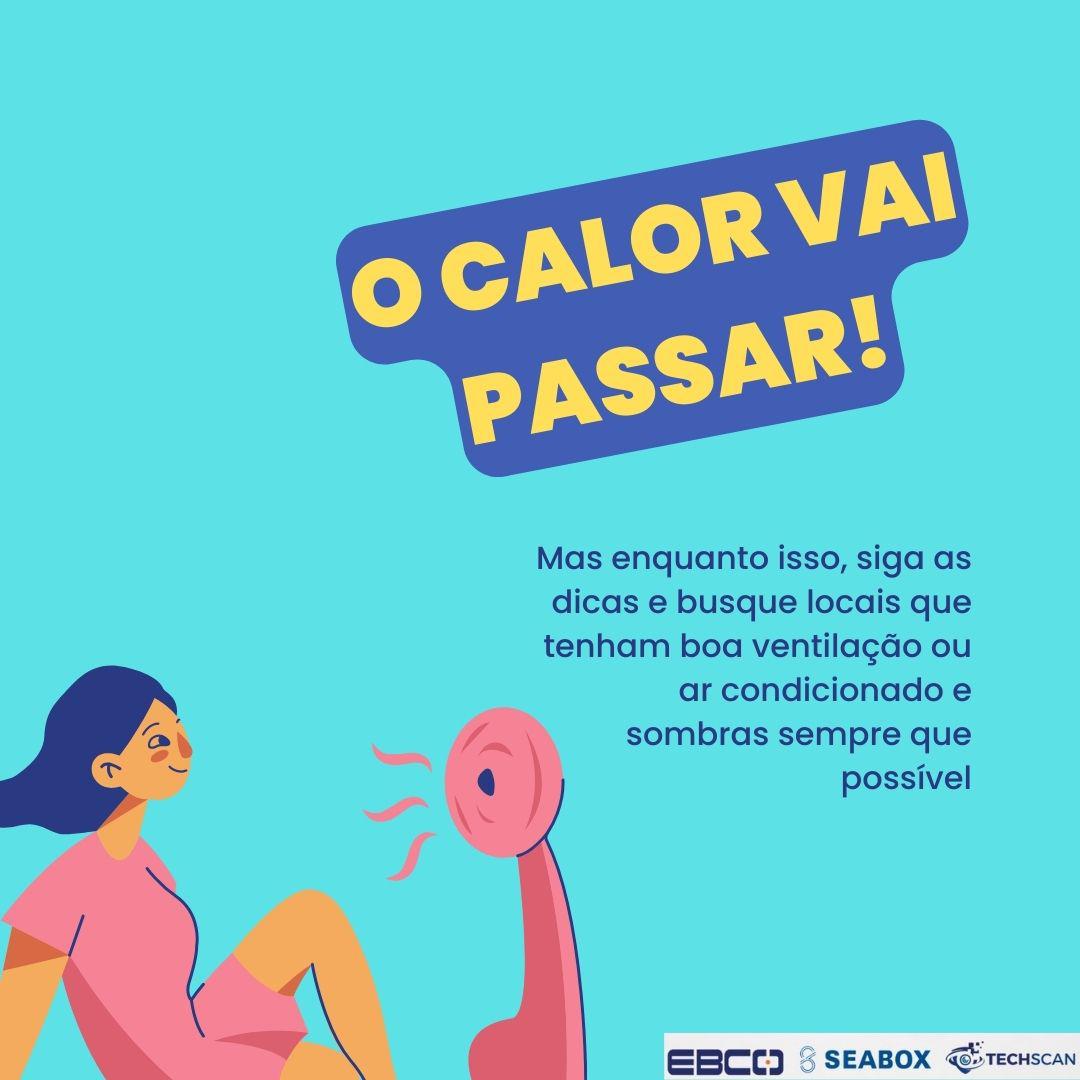 O CALOR VAI
PASSAR!
Mas enquanto isso, siga as
dicas e busque locais que
tenham boa ventilação ou
ar condicionado e
sombras sempre que
possível
EBCO SEABOX TECHSCAN